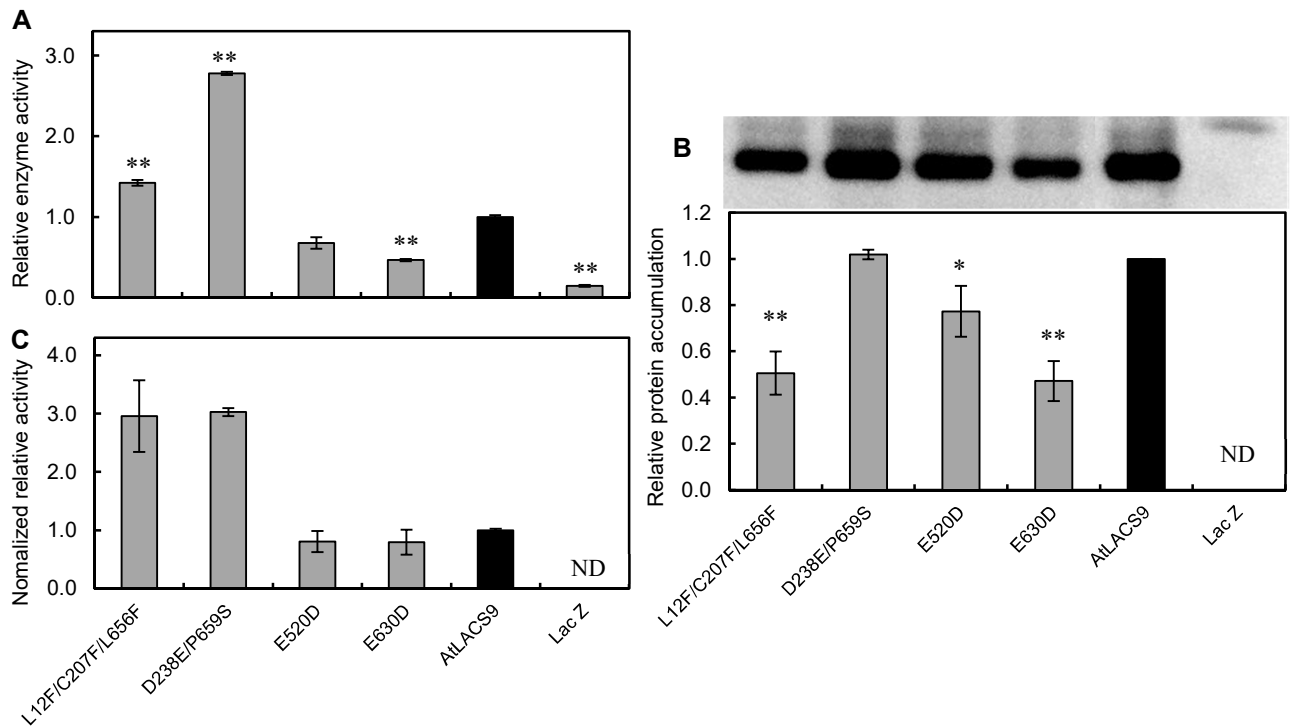 A
Relative enzyme activity
3.0
2.0
1.0
0.0
**
**
**
**
C
Nomalized relative activity
4.0
3.0
2.0
1.0
0.0
ND
L12F/C207F/L656F
D238E/P659S
E520D
E630D
AtLACS9
Lac Z
B
Relative protein accumulation
1.2
1.0
0.8
0.6
0.4
0.2
0.0
**
*
**
ND
L12F/C207F/L656F
D238E/P659S
E520D
E630D
AtLACS9
Lac Z